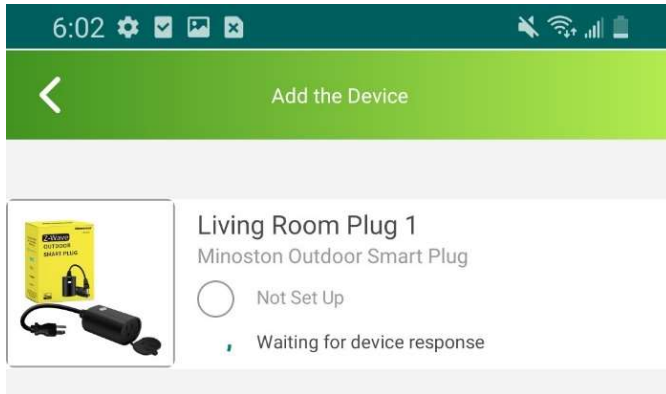 6:02
Add the Device
Z-Wave
OUTDOOR
SMART PLUG
Living Room Plug 1
Minoston Outdoor Smart Plug
Not Set Up
Waiting for device response